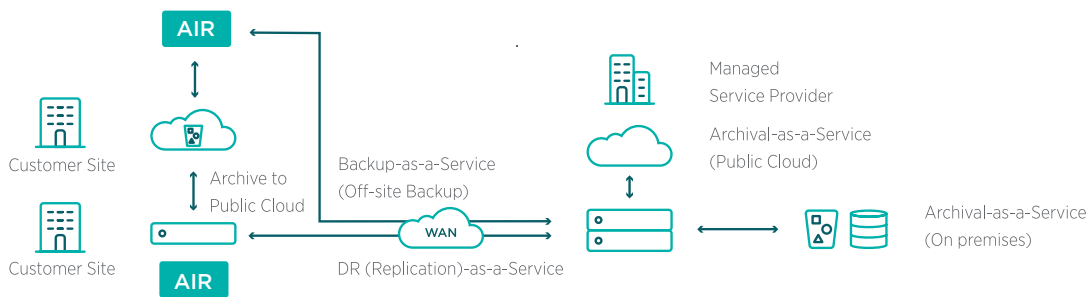 AIR
Customer Site
Archive to
Public Cloud
Customer Site
AIR
Backup-as-a-Service
(Off-site Backup)
WAN
DR (Replication)-as-a-Service
Managed
Service Provider
Archival-as-a-Service
(Public Cloud)
Archival-as-a-Service
(On premises)